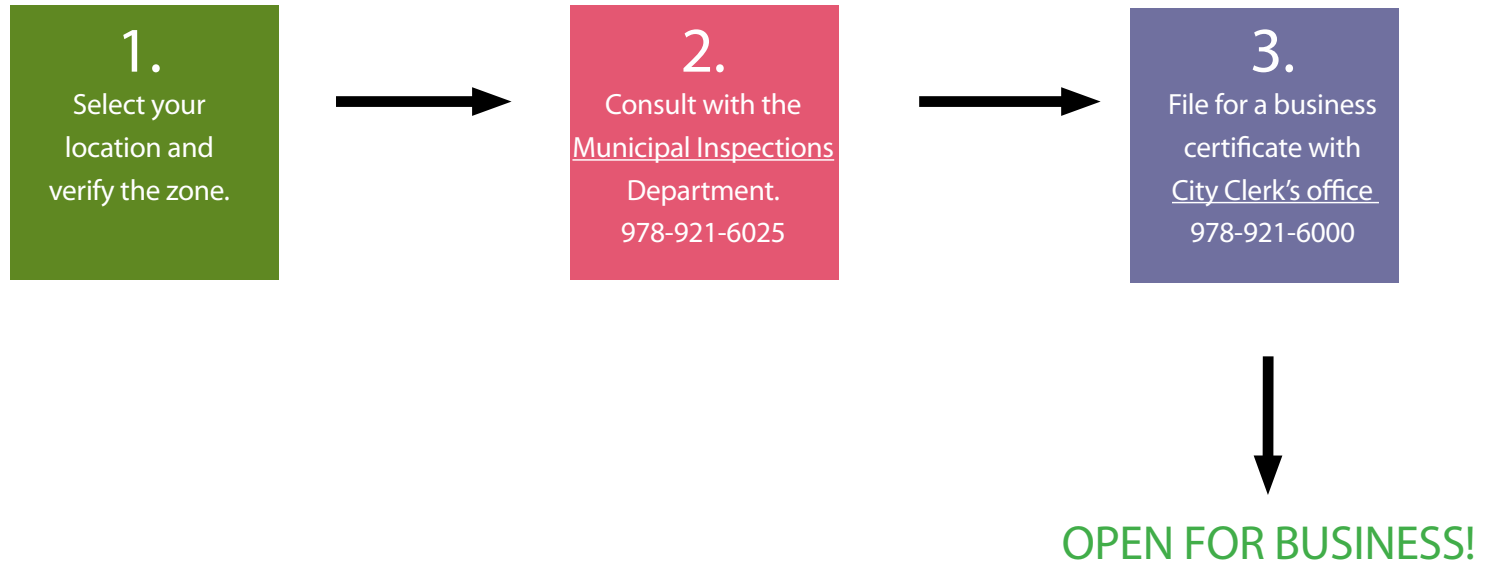 1.
Select your
location and
verify the zone.
2.
Consult with the
Municipal Inspections
Department.
978-921-6025
3.
File for a business
certificate with
City Clerk’s office
978-921-6000
OPEN FOR BUSINESS!